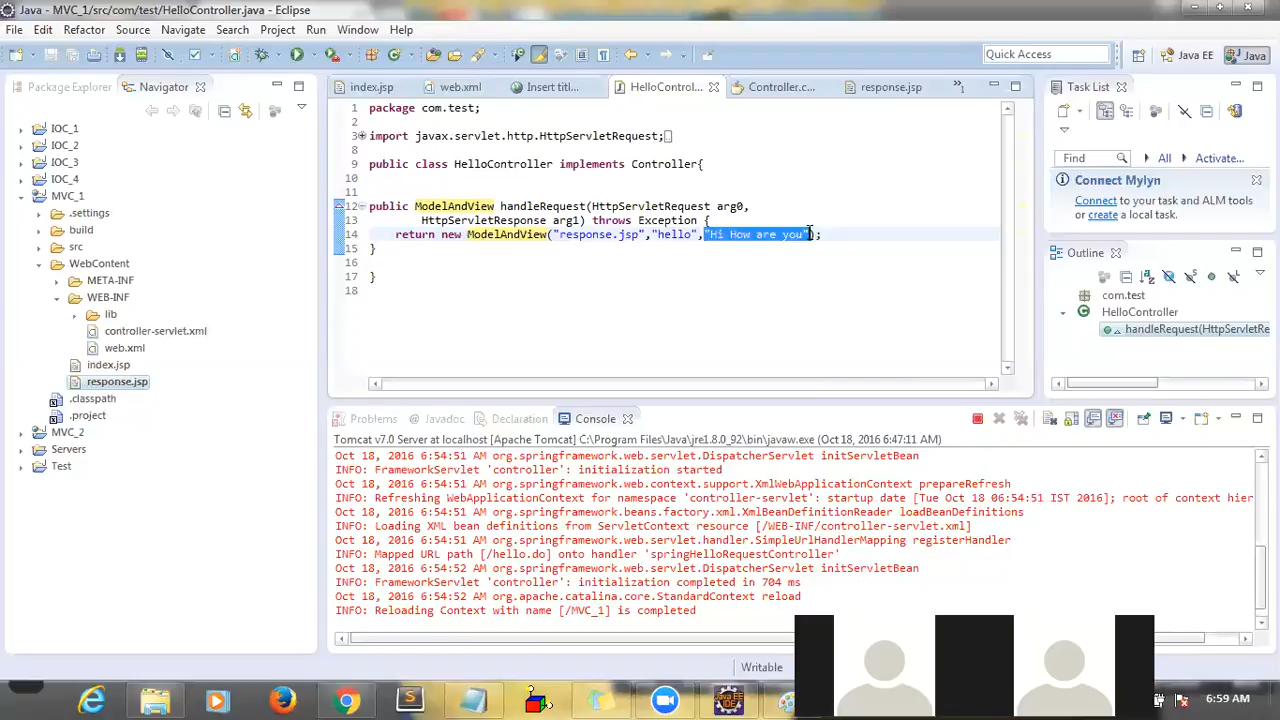 Java - MVC_1/src/com/test/HelloController.java - Eclipse
File Edit Refactor Source Navigate Search Project Run Window Help
Quick Access
Java EE
Java
Package Explorer
Navigator
IOC_1
IOC_2
IOC_3
IOC_4
MVC_1
.settings
build
src
WebContent
META-INF
WEB-INF
lib
controller-servlet.xml
web.xml
index.jsp
response.jsp
.classpath
.project
MVC_2
Servers
Test
index.jsp web.xml Insert titl... HelloControl... Controller.c... response.jsp
1 package com.test;
2
3 import javax.servlet.http.HttpServletRequest;
8
9 public class HelloController implements Controller{
10
11
12 public ModelAndView handleRequest(HttpServletRequest arg0,
13 HttpServletResponse arg1) throws Exception {
14 return new ModelAndView("response.jsp","hello","Hi How are you");
15 }
16
17 }
18
Task List
Find
All
Activate...
Connect Mylyn
Connect to your task and ALM tools
or create a local task.
Outline
com.test
HelloController
handleRequest(HttpServletRe
Problems Javadoc Declaration Console
Tomcat v7.0 Server at localhost [Apache Tomcat] C:\Program Files\Java\jre1.8.0_92\bin\javaw.exe (Oct 18, 2016 6:47:11 AM)
Oct 18, 2016 6:54:51 AM org.springframework.web.servlet.DispatcherServlet initServletBean
INFO: FrameworkServlet 'controller': initialization started
Oct 18, 2016 6:54:51 AM org.springframework.web.context.support.XmlWebApplicationContext prepareRefresh
INFO: Refreshing WebApplicationContext for namespace 'controller-servlet': startup date [Tue Oct 18 06:54:51 IST 2016]; root of context hier
Oct 18, 2016 6:54:51 AM org.springframework.beans.factory.xml.XmlBeanDefinitionReader loadBeanDefinitions
INFO: Loading XML bean definitions from ServletContext resource [/WEB-INF/controller-servlet.xml]
Oct 18, 2016 6:54:51 AM org.springframework.web.servlet.handler.SimpleUrlHandlerMapping registerHandler
INFO: Mapped URL path [/hello.do] onto handler 'springHelloRequestController'
Oct 18, 2016 6:54:52 AM org.springframework.web.servlet.DispatcherServlet initServletBean
INFO: FrameworkServlet 'controller': initialization completed in 704 ms
Oct 18, 2016 6:54:52 AM org.apache.catalina.core.StandardContext reload
INFO: Reloading Context with name [/MVC_1] is completed
Writable
6:59 AM